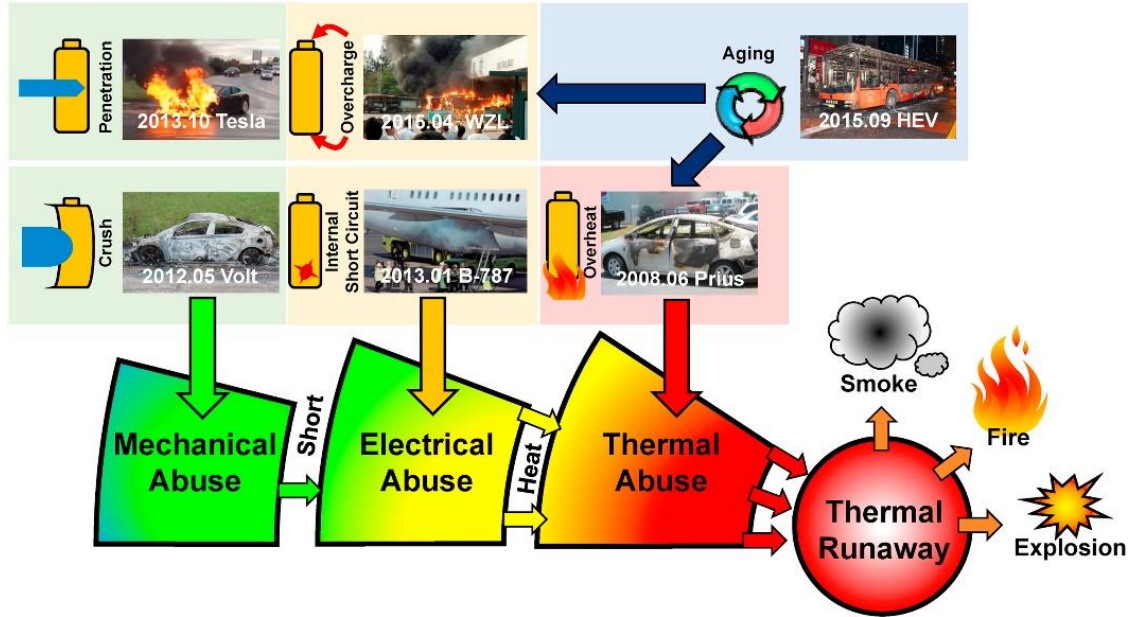 Penetration
2013.10 Tesla
Overcharge
2015.04 WZL
Aging
2015.09 HEV
Crush
2012.05 Volt
Internal
Short Circuit
2013.01 B-787
Overheat
2008.06 Prius
Mechanical
Abuse
Short
Electrical
Abuse
Heat
Thermal
Abuse
Thermal
Runaway
Smoke
Fire
Explosion